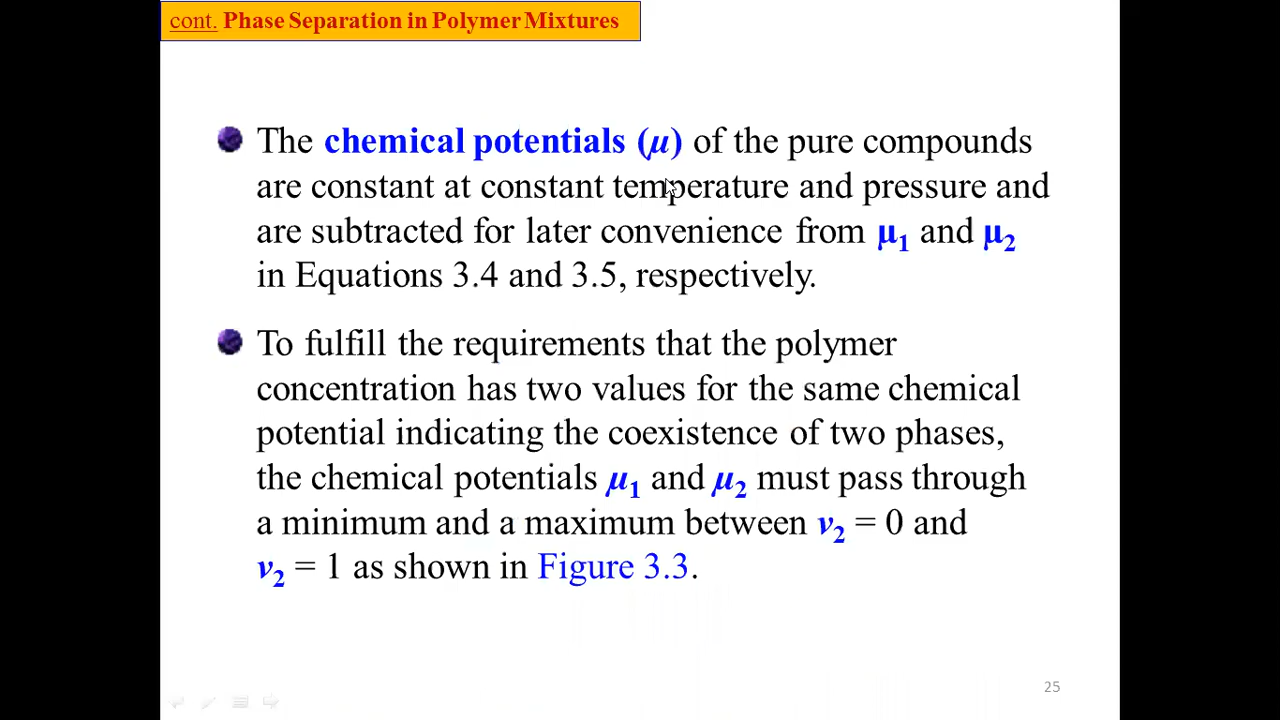 cont. Phase Separation in Polymer Mixtures
The chemical potentials (μ) of the pure compounds
are constant at constant temperature and pressure and
are subtracted for later convenience from μ₁ and μ₂
in Equations 3.4 and 3.5, respectively.
To fulfill the requirements that the polymer
concentration has two values for the same chemical
potential indicating the coexistence of two phases,
the chemical potentials μ₁ and μ₂ must pass through
a minimum and a maximum between v₂ = 0 and
v₂ = 1 as shown in Figure 3.3.
25